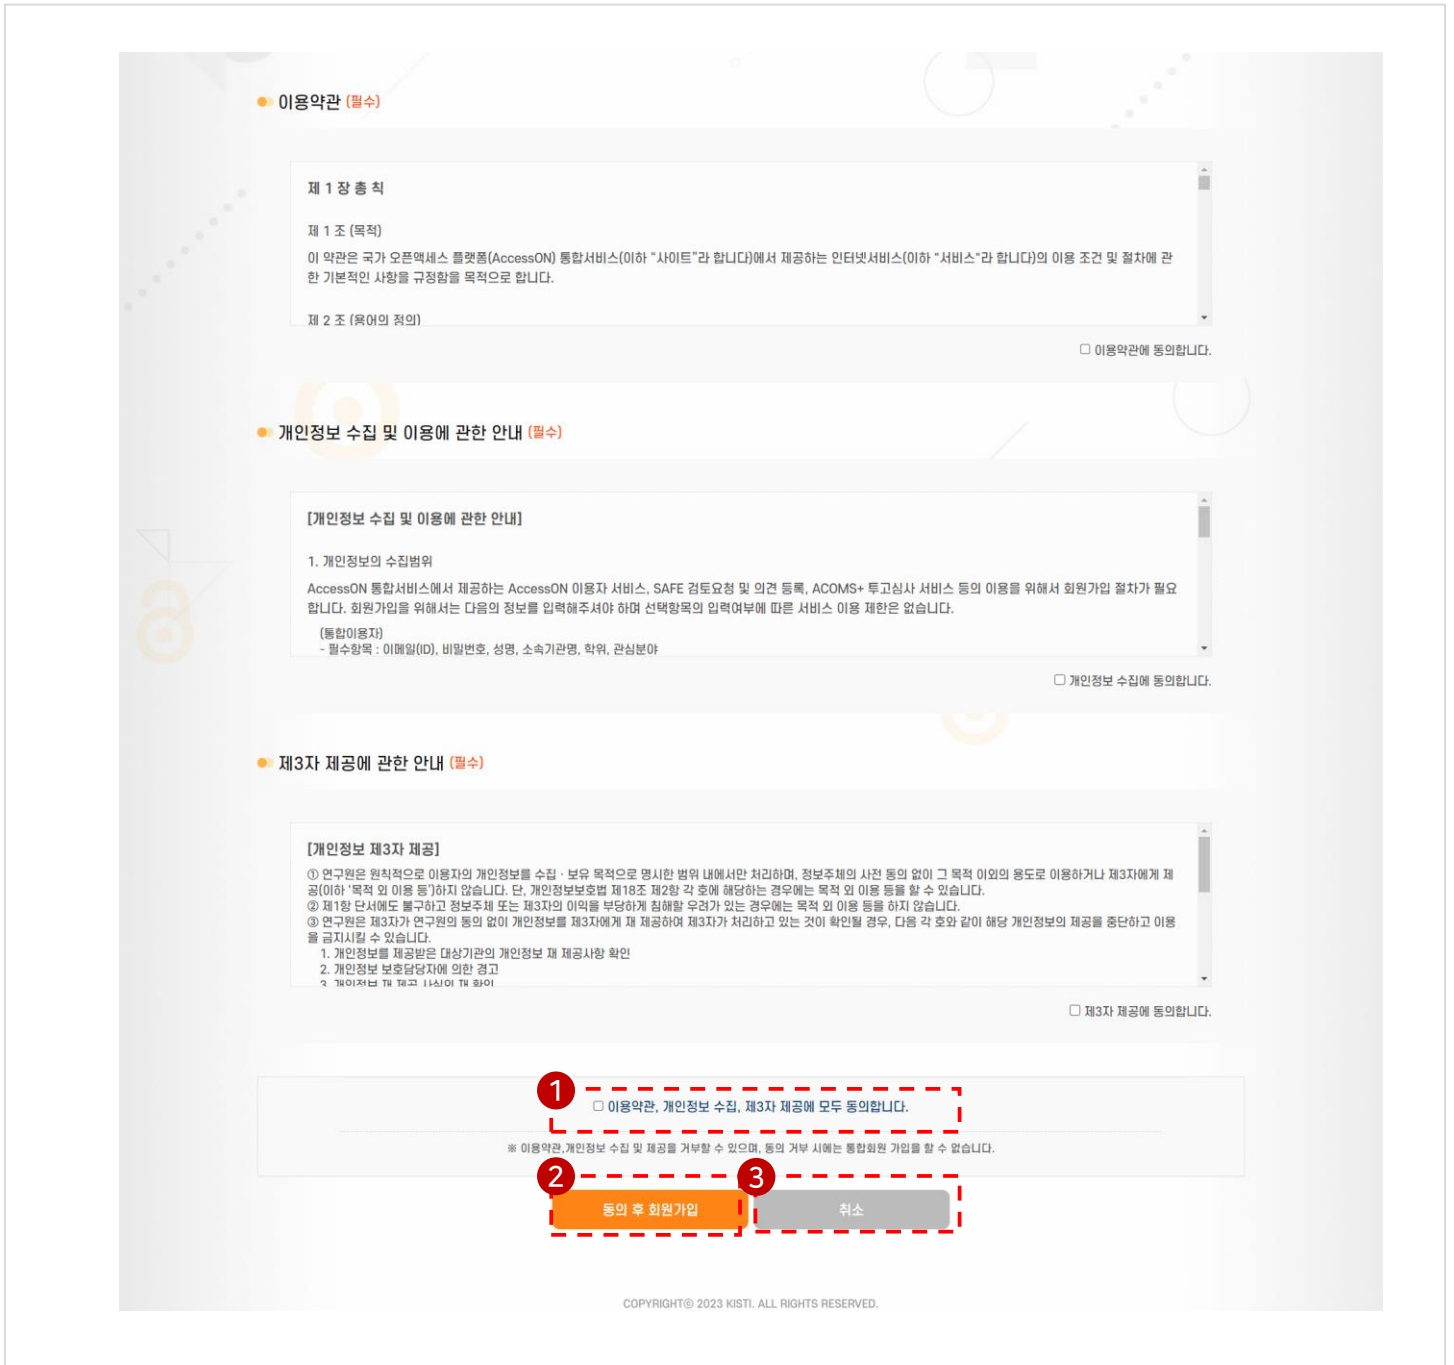 이용약관 (필수)
제 1 장 총 칙
제 1 조 (목적)
이 약관은 국가 오픈액세스 플랫폼(AccessON) 통합서비스(이하 “사이트”라 합니다)에서 제공하는 인터넷서비스(이하 “서비스"라 합니다)의 이용 조건 및 절차에 관
한 기본적인 사항을 규정함을 목적으로 합니다.
제 2 조 (용어의 정의)
이용약관에 동의합니다.
개인정보 수집 및 이용에 관한 안내 (필수)
[개인정보 수집 및 이용에 관한 안내]
1. 개인정보의 수집범위
AccessON 통합서비스에서 제공하는 AccessON 이용자 서비스, SAFE 검토요청 및 의견 등록, ACOMS+ 투고심사 서비스 등의 이용을 위해서 회원가입 절차가 필요
합니다. 회원가입을 위해서는 다음의 정보를 입력해주셔야 하며 선택항목의 입력여부에 따른 서비스 이용 제한은 없습니다.
(통합이용자)
- 필수항목 : 이메일(ID), 비밀번호, 성명, 소속기관명, 학위, 관심분야
개인정보 수집에 동의합니다.
제3자 제공에 관한 안내 (필수)
[개인정보 제3자 제공]
① 연구원은 원칙적으로 이용자의 개인정보를 수집 · 보유 목적으로 명시한 범위 내에서만 처리하며, 정보주체의 사전 동의 없이 그 목적 이외의 용도로 이용하거나 제3자에게 제
공(이하 ‘목적 외 이용 등’)하지 않습니다. 단, 개인정보보호법 제18조 제2항 각 호에 해당하는 경우에는 목적 외 이용 등을 할 수 있습니다.
② 제1항 단서에도 불구하고 정보주체 또는 제3자의 이익을 부당하게 침해할 우려가 있는 경우에는 목적 외 이용 등을 하지 않습니다.
③ 연구원은 제3자가 연구원의 동의 없이 개인정보를 제3자에게 재 제공하여 제3자가 처리하고 있는 것이 확인될 경우, 다음 각 호와 같이 해당 개인정보의 제공을 중단하고 이용
을 금지시킬 수 있습니다.
1. 개인정보를 제공받은 대상기관의 개인정보 재 제공사항 확인
2. 개인정보 보호담당자에 의한 경고
3. 개인정보 재 제공 사실의 재 확인
제3자 제공에 동의합니다.
1
이용약관, 개인정보 수집, 제3자 제공에 모두 동의합니다.
※ 이용약관,개인정보 수집 및 제공을 거부할 수 있으며, 동의 거부 시에는 통합회원 가입을 할 수 없습니다.
2 3
동의 후 회원가입 취소
COPYRIGHT© 2023 KISTI. ALL RIGHTS RESERVED.